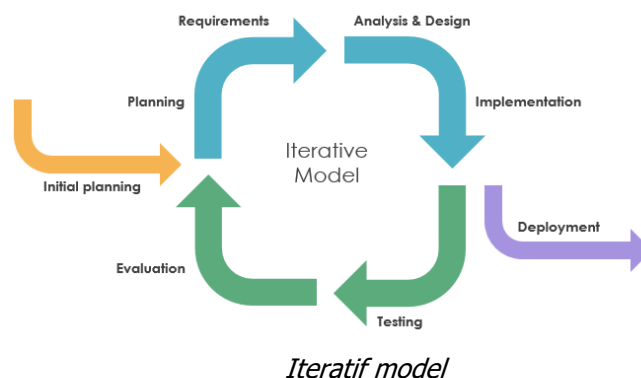 Requirements
Analysis & Design
Planning
Implementation
Iterative
Model
Initial planning
Deployment
Evaluation
Testing
Iteratif model